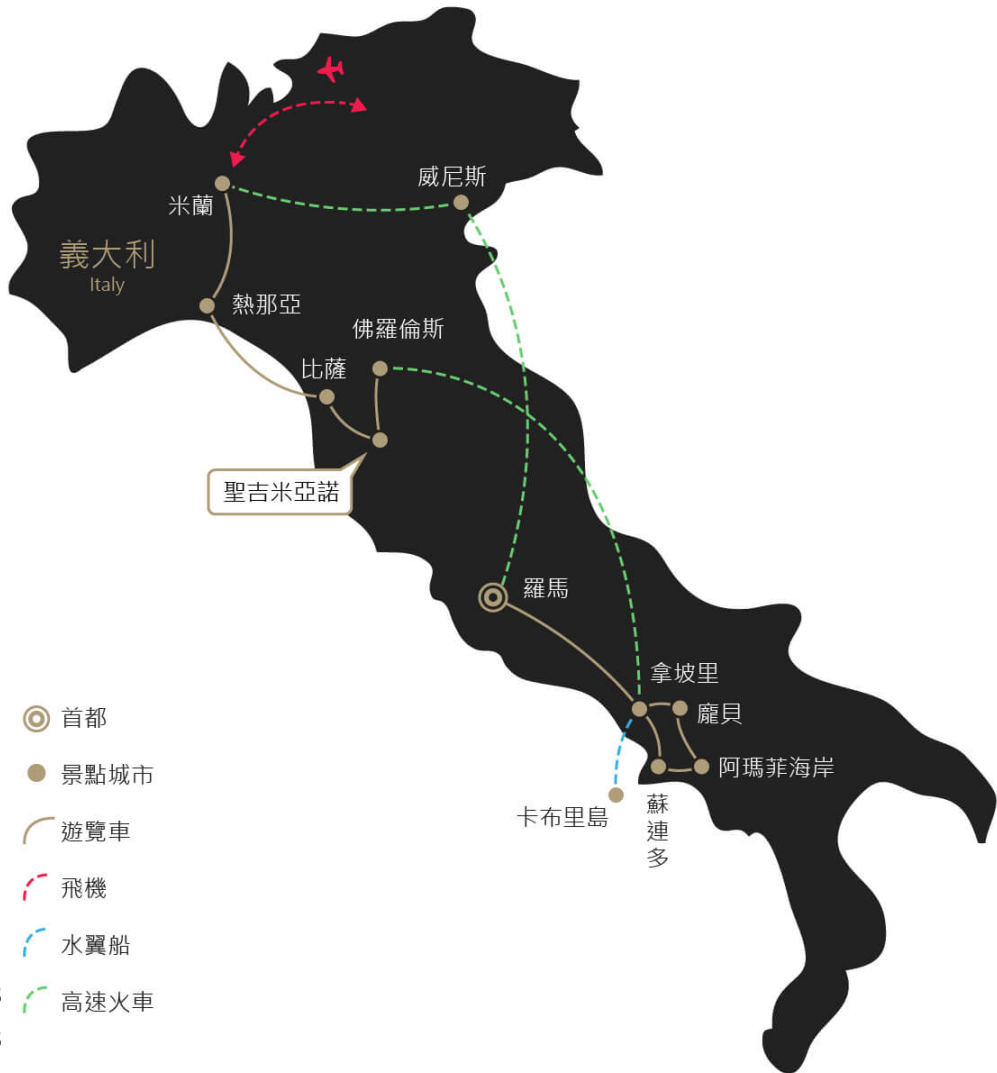 威尼斯
米蘭
義大利
Italy
熱那亞
佛羅倫斯
比薩
聖吉米亞諾
羅馬
拿坡里
龐貝
阿瑪菲海岸
卡布里島
蘇連多
首都
景點城市
遊覽車
飛機
水翼船
高速火車